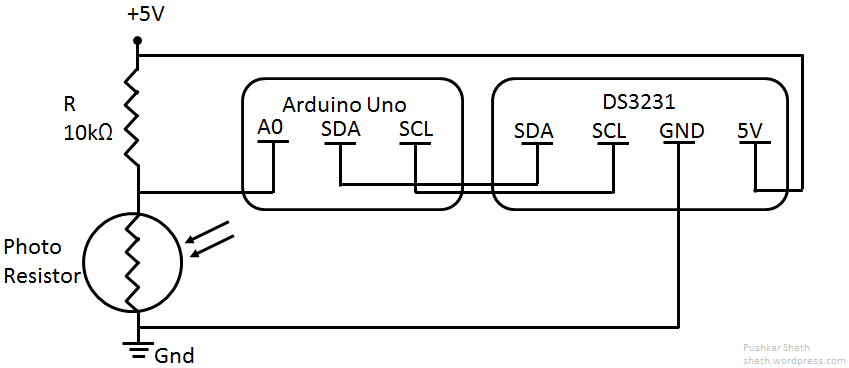 +5V
R
10kΩ
Arduino Uno
A0 SDA SCL
DS3231
SDA SCL GND 5V
Photo
Resistor
Gnd
Pushkar Sheth
sheth.wordpress.com